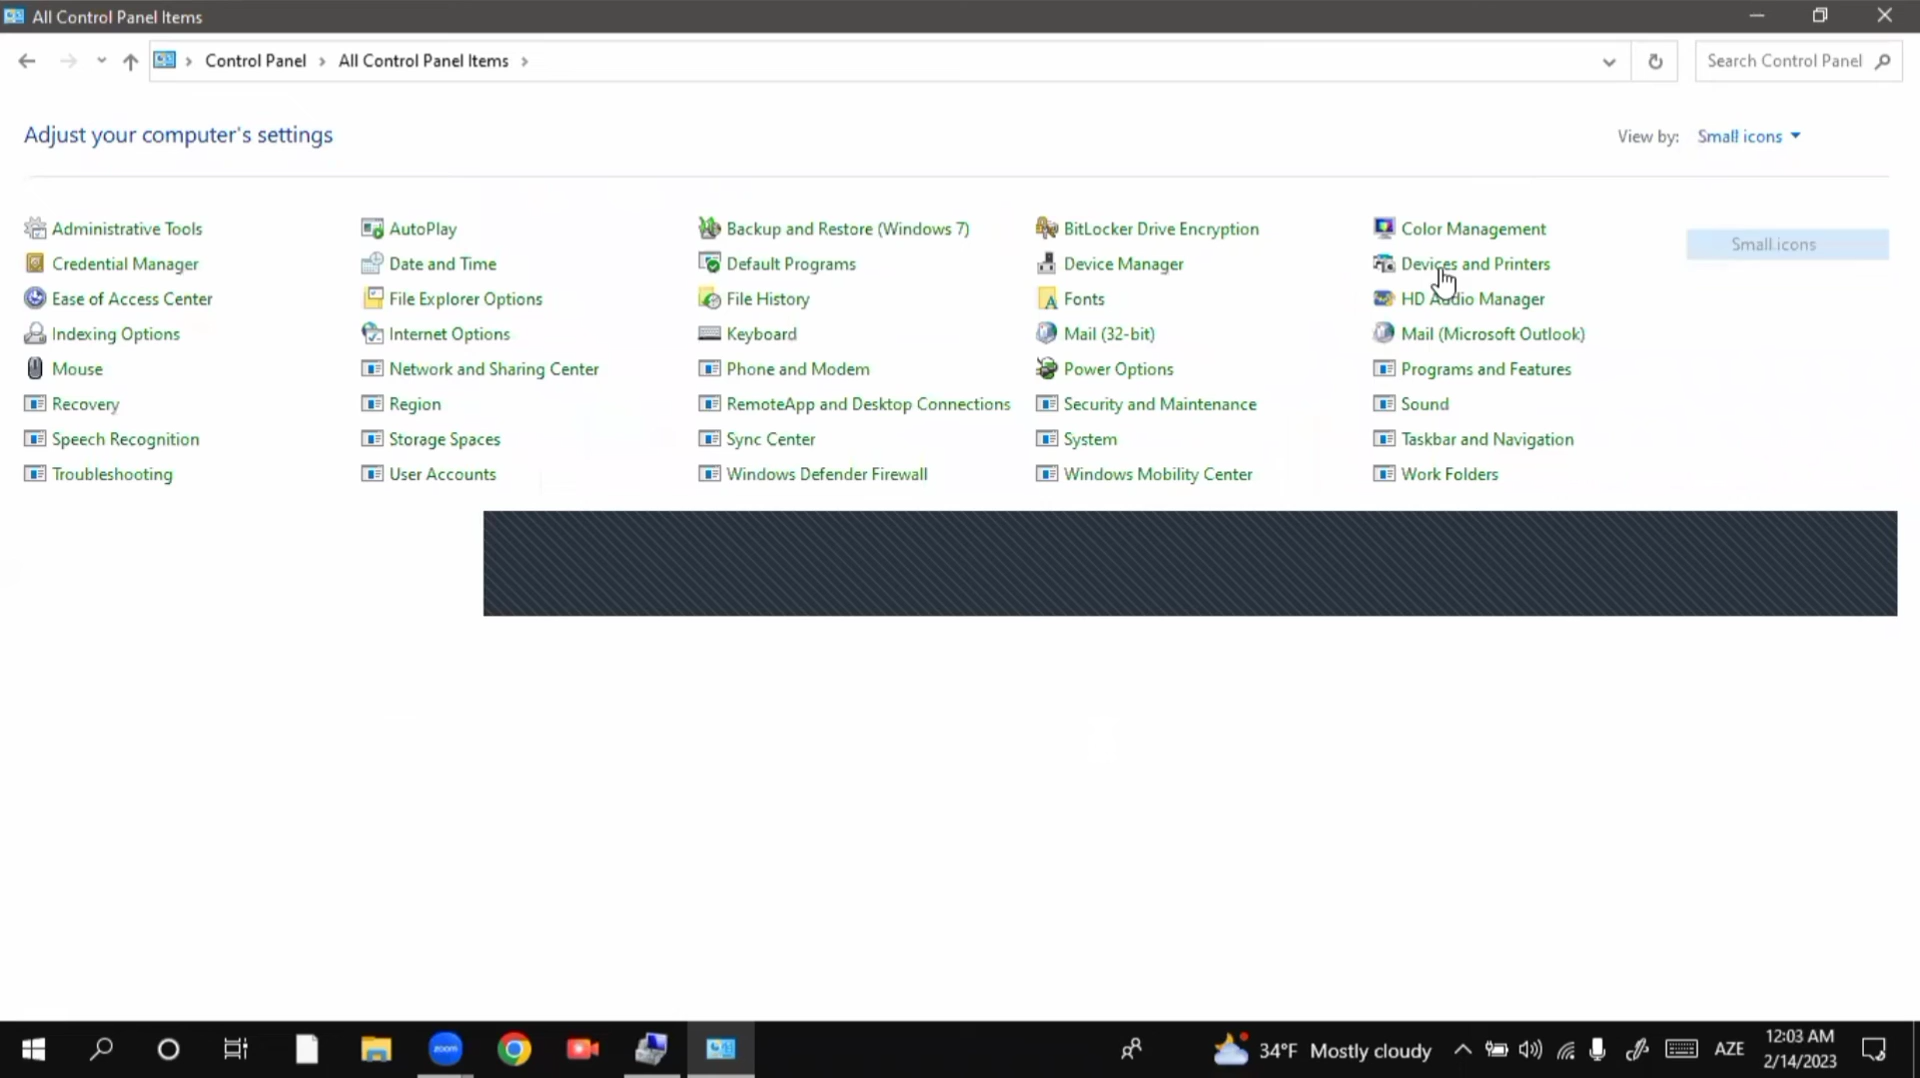 All Control Panel Items
Control Panel All Control Panel Items
Search Control Panel
Adjust your computer's settings
View by: Small icons
Administrative Tools AutoPlay Backup and Restore (Windows 7) BitLocker Drive Encryption Color Management
Small icons
Credential Manager Date and Time Default Programs Device Manager Devices and Printers
Ease of Access Center File Explorer Options File History Fonts HD Audio Manager
Indexing Options Internet Options Keyboard Mail (32-bit) Mail (Microsoft Outlook)
Mouse Network and Sharing Center Phone and Modem Power Options Programs and Features
Recovery Region RemoteApp and Desktop Connections Security and Maintenance Sound
Speech Recognition Storage Spaces Sync Center System Taskbar and Navigation
Troubleshooting User Accounts Windows Defender Firewall Windows Mobility Center Work Folders
zoom
34°F Mostly cloudy
AZE
12:03 AM
2/14/2023